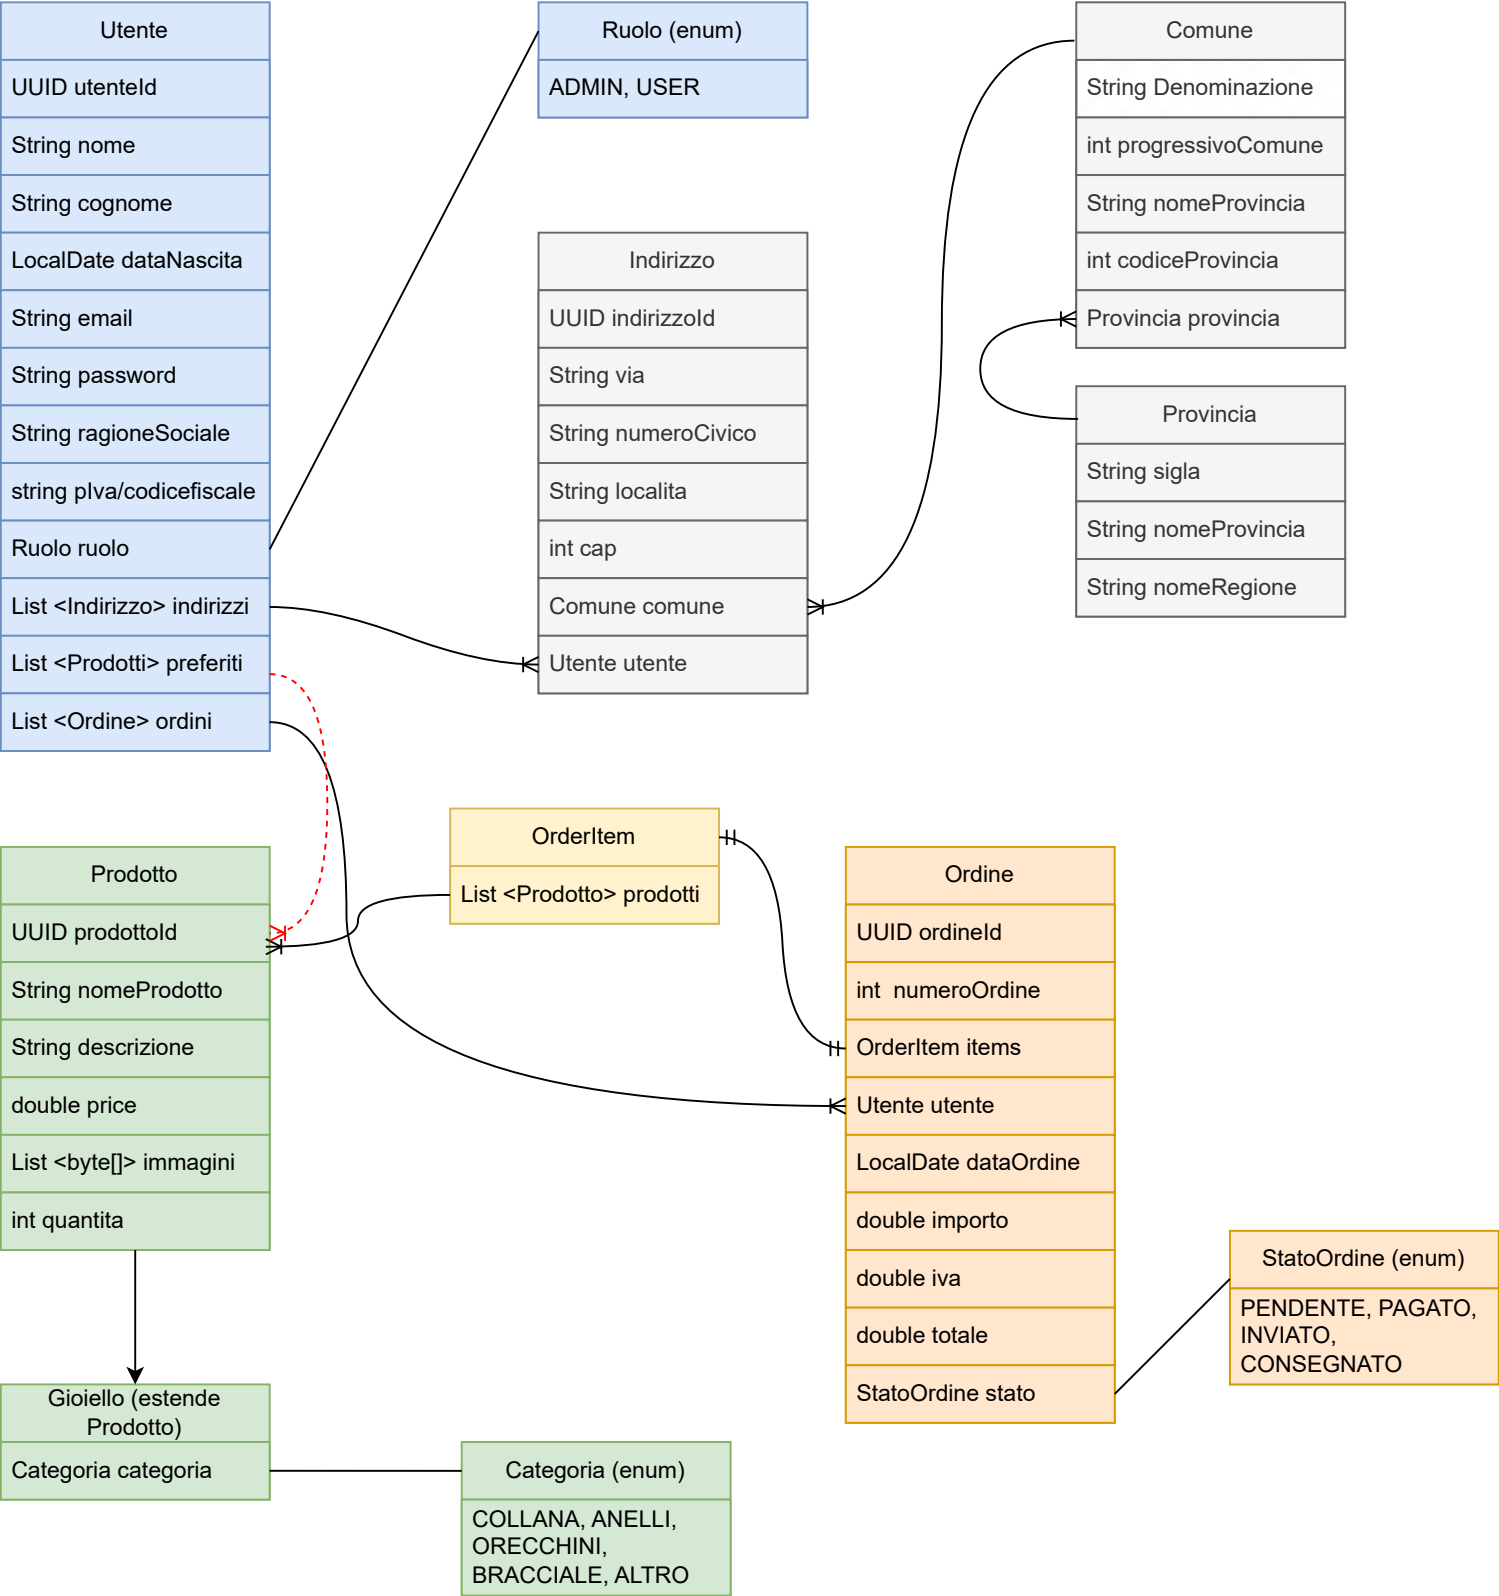 Utente
UUID utenteId
String nome
String cognome
LocalDate dataNascita
String email
String password
String ragioneSociale
string pIva/codicefiscale
Ruolo ruolo
List <Indirizzo> indirizzi
List <Prodotti> preferiti
List <Ordine> ordini
Ruolo (enum)
ADMIN, USER
Indirizzo
UUID indirizzoId
String via
String numeroCivico
String localita
int cap
Comune comune
Utente utente
Comune
String Denominazione
int progressivoComune
String nomeProvincia
int codiceProvincia
Provincia provincia
Provincia
String sigla
String nomeProvincia
String nomeRegione
Prodotto
UUID prodottoId
String nomeProdotto
String descrizione
double price
List <byte[]> immagini
int quantita
OrderItem
List <Prodotto> prodotti
Ordine
UUID ordineId
int  numeroOrdine
OrderItem items
Utente utente
LocalDate dataOrdine
double importo
double iva
double totale
StatoOrdine stato
StatoOrdine (enum)
PENDENTE, PAGATO,
INVIATO,
CONSEGNATO
Gioiello (estende
Prodotto)
Categoria categoria
Categoria (enum)
COLLANA, ANELLI,
ORECCHINI,
BRACCIALE, ALTRO